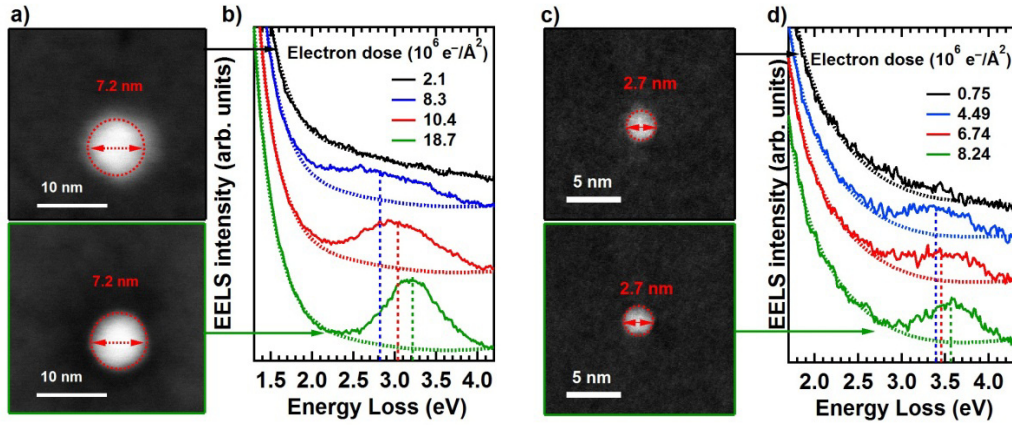 a)
7.2 nm
10 nm
7.2 nm
10 nm
b)
EELS intensity (arb. units)
Electron dose (10⁶ e⁻/Å²)
2.1
8.3
10.4
18.7
1.5 2.0 2.5 3.0 3.5 4.0
Energy Loss (eV)
c)
2.7 nm
5 nm
2.7 nm
5 nm
d)
EELS intensity (arb. units)
Electron dose (10⁶ e⁻/Å²)
0.75
4.49
6.74
8.24
2.0 2.5 3.0 3.5 4.0
Energy Loss (eV)